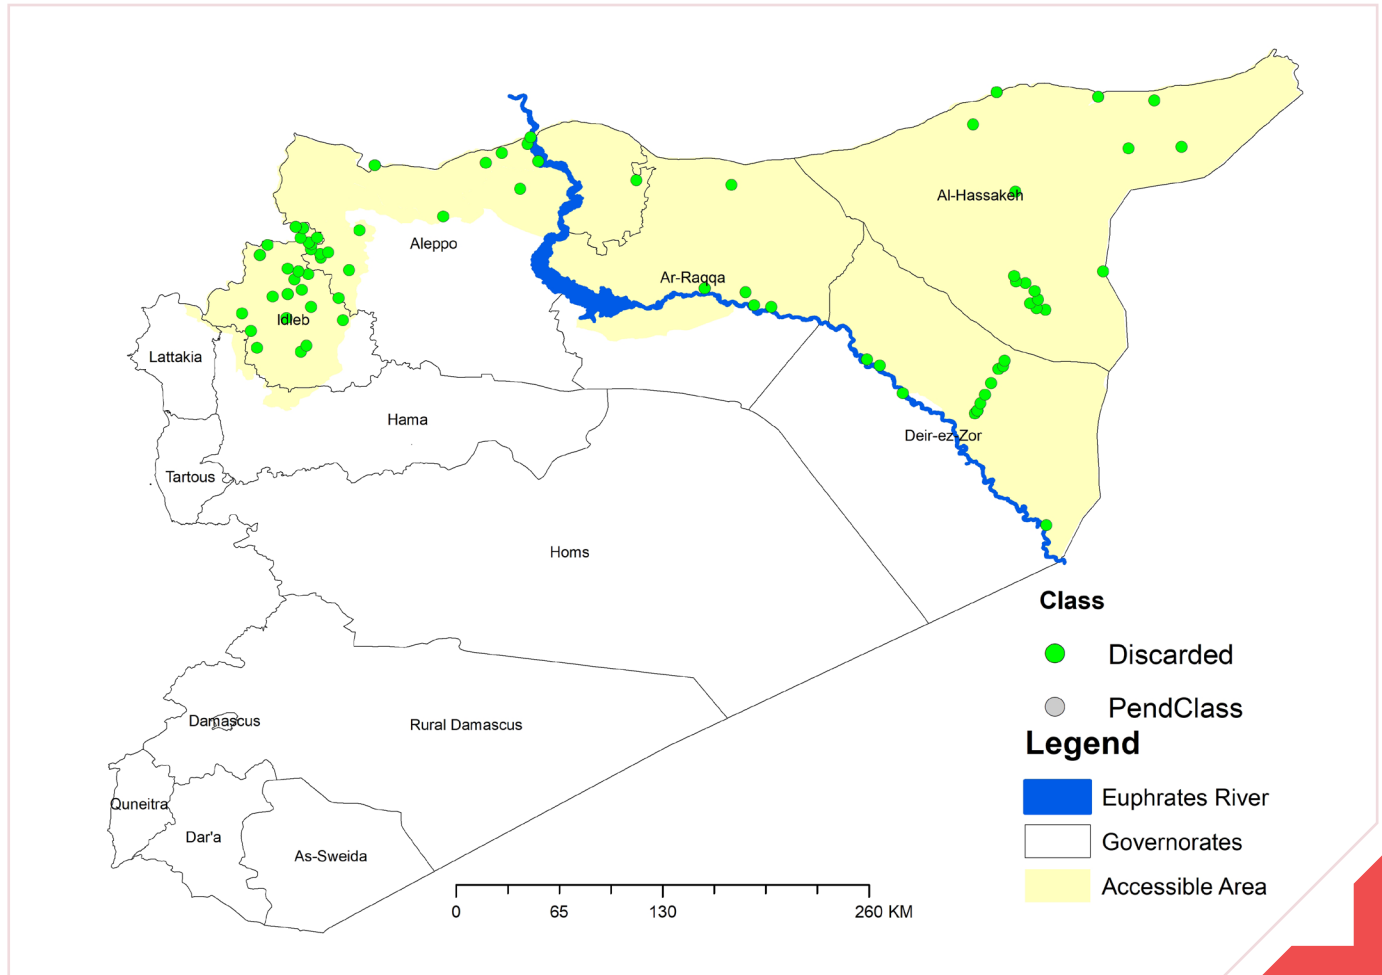 Al-Hassakeh
Aleppo
Ar-Raqqa
Idleb
Lattakia
Hama
Deir-ez-Zor
Tartous
Homs
Class
Discarded
PendClass
Damascus
Rural Damascus
Legend
Euphrates River
Quneitra
Dar'a
Governorates
As-Sweida
Accessible Area
0 65 130 260 KM